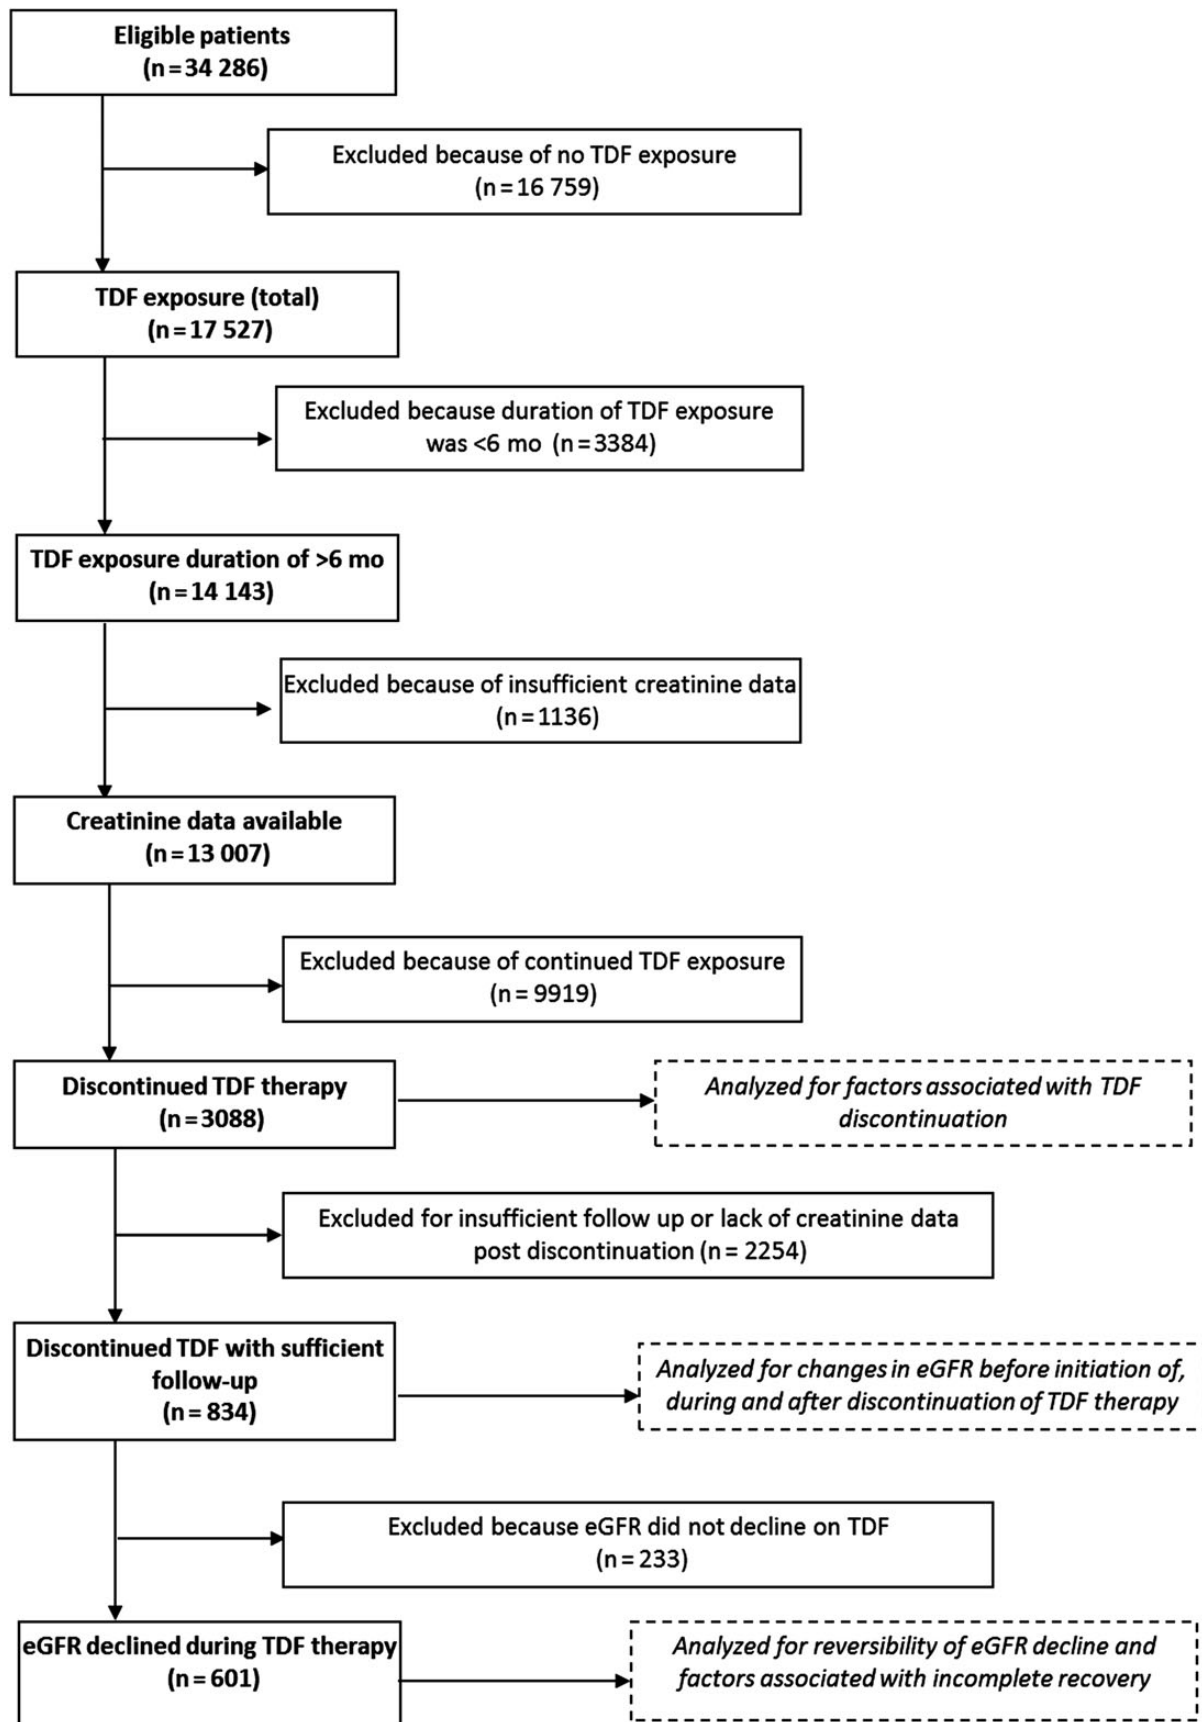 Eligible patients
(n = 34 286)
Excluded because of no TDF exposure
(n = 16 759)
TDF exposure (total)
(n = 17 527)
Excluded because duration of TDF exposure
was <6 mo (n = 3384)
TDF exposure duration of >6 mo
(n = 14 143)
Excluded because of insufficient creatinine data
(n = 1136)
Creatinine data available
(n = 13 007)
Excluded because of continued TDF exposure
(n = 9919)
Discontinued TDF therapy
(n = 3088)
Analyzed for factors associated with TDF
discontinuation
Excluded for insufficient follow up or lack of creatinine data
post discontinuation (n = 2254)
Discontinued TDF with sufficient
follow-up
(n = 834)
Analyzed for changes in eGFR before initiation of,
during and after discontinuation of TDF therapy
Excluded because eGFR did not decline on TDF
(n = 233)
eGFR declined during TDF therapy
(n = 601)
Analyzed for reversibility of eGFR decline and
factors associated with incomplete recovery